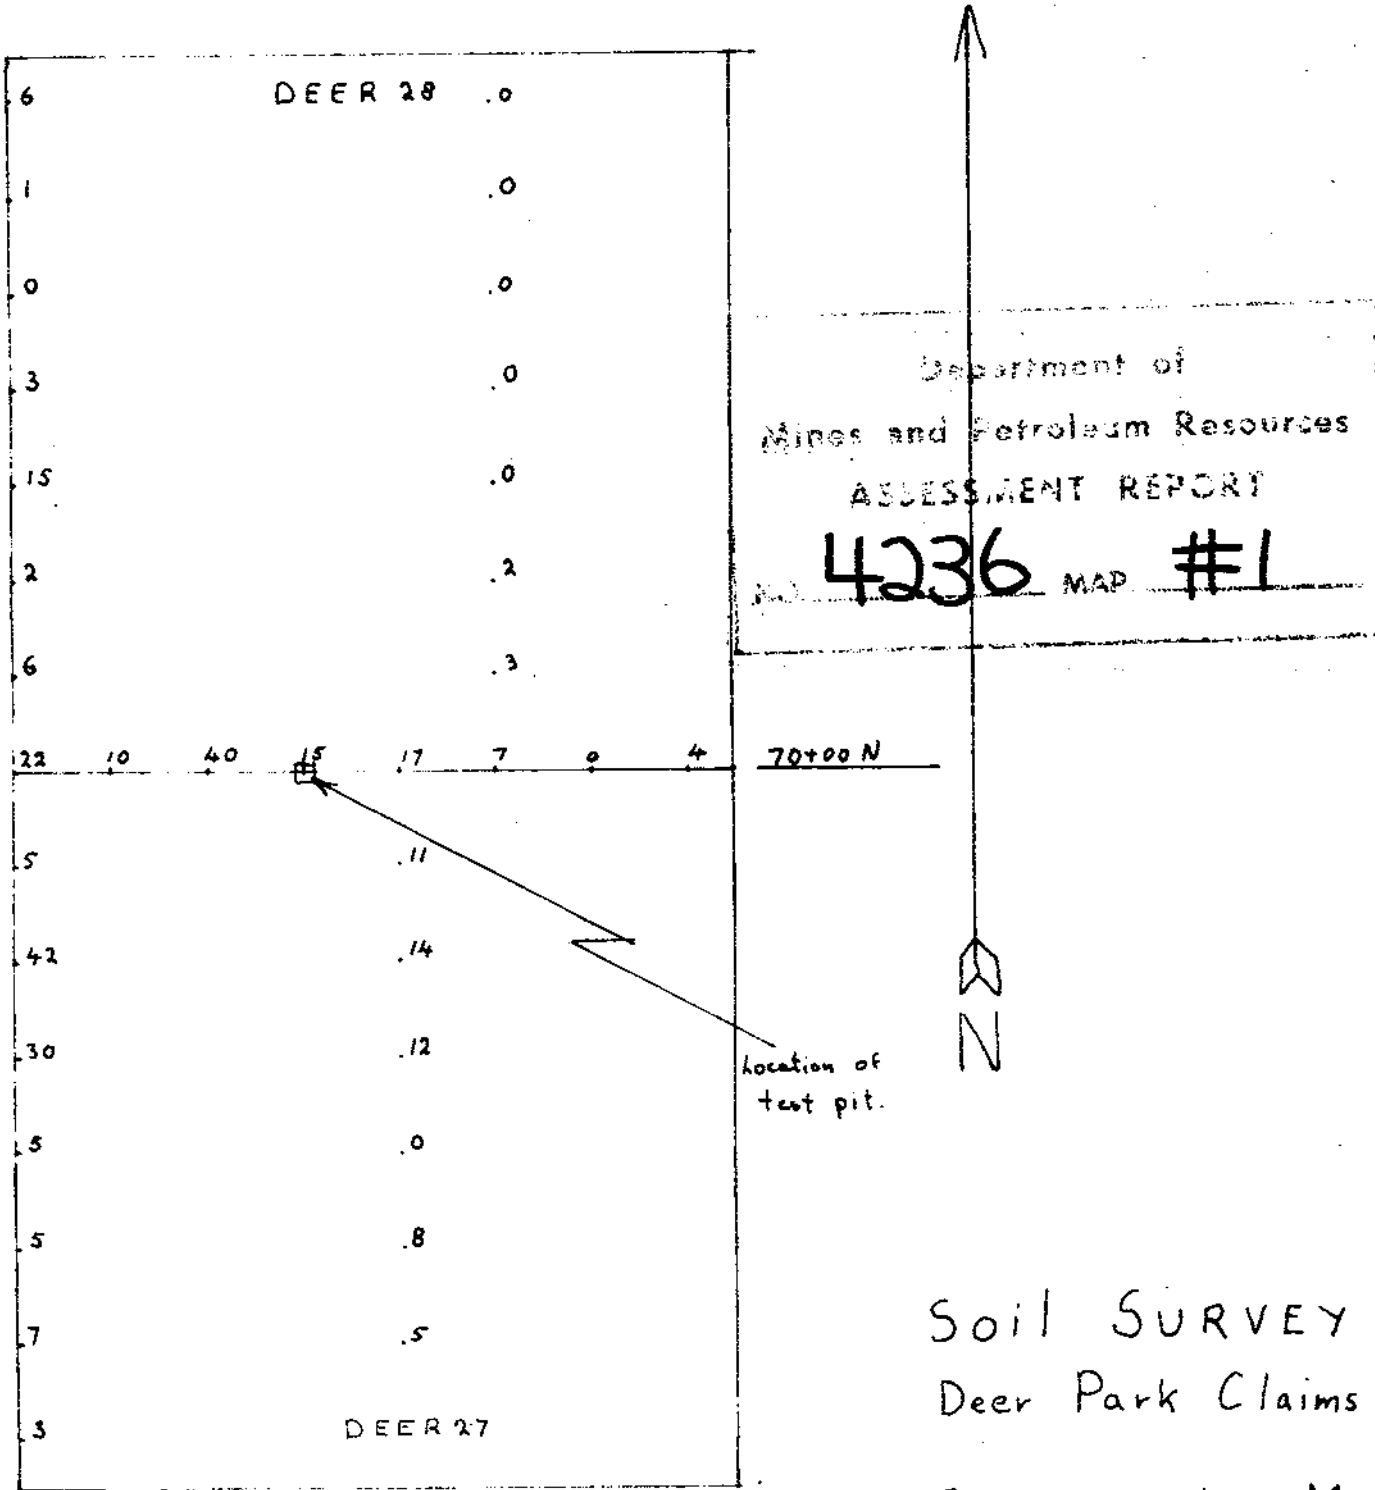 DEER 28
6 .0
1 .0
0 .0
3 .0
15 .0
2 .2
6 .3
22 10 40 15 17 7 0 4 70+00 N
5 .11
42 .14
30 .12
5 .0
5 .8
7 .5
3
DEER 27
Location of
test pit.
Department of
Mines and Petroleum Resources
ASSESSMENT REPORT
NO. 4236 MAP #1
N
Soil SURVEY
Deer Park Claims